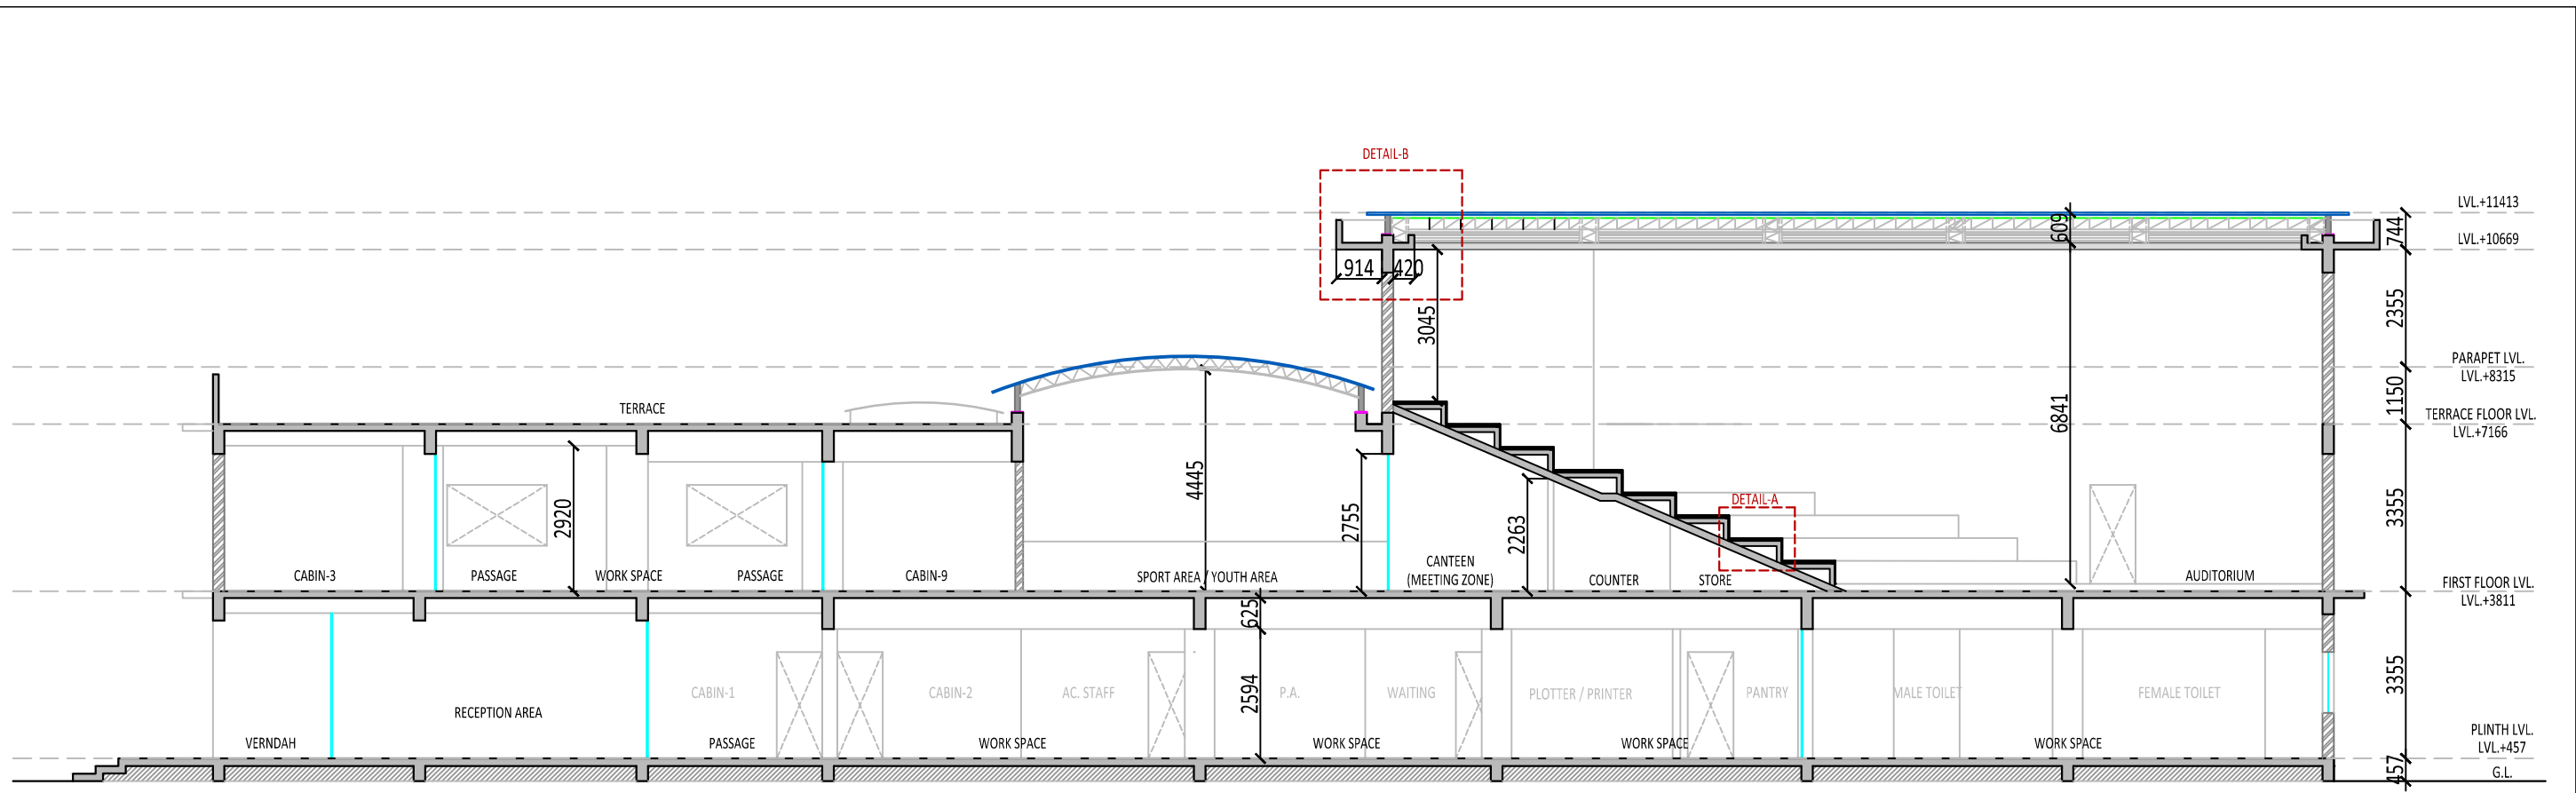 DETAIL-B
LVL.+11413
609
744
LVL.+10669
914
420
3045
2355
PARAPET LVL.
LVL.+8315
TERRACE
1150
6841
TERRACE FLOOR LVL.
LVL.+7166
4445
2920
2755
2263
DETAIL-A
3355
CABIN-3
PASSAGE
WORK SPACE
PASSAGE
CABIN-9
SPORT AREA / YOUTH AREA
CANTEEN
(MEETING ZONE)
COUNTER
STORE
AUDITORIUM
FIRST FLOOR LVL.
LVL.+3811
625
2594
3355
CABIN-1
CABIN-2
AC. STAFF
P.A.
WAITING
PLOTTER / PRINTER
PANTRY
MALE TOILET
FEMALE TOILET
RECEPTION AREA
VERNDAH
PASSAGE
WORK SPACE
WORK SPACE
WORK SPACE
WORK SPACE
PLINTH LVL.
LVL.+457
457
G.L.